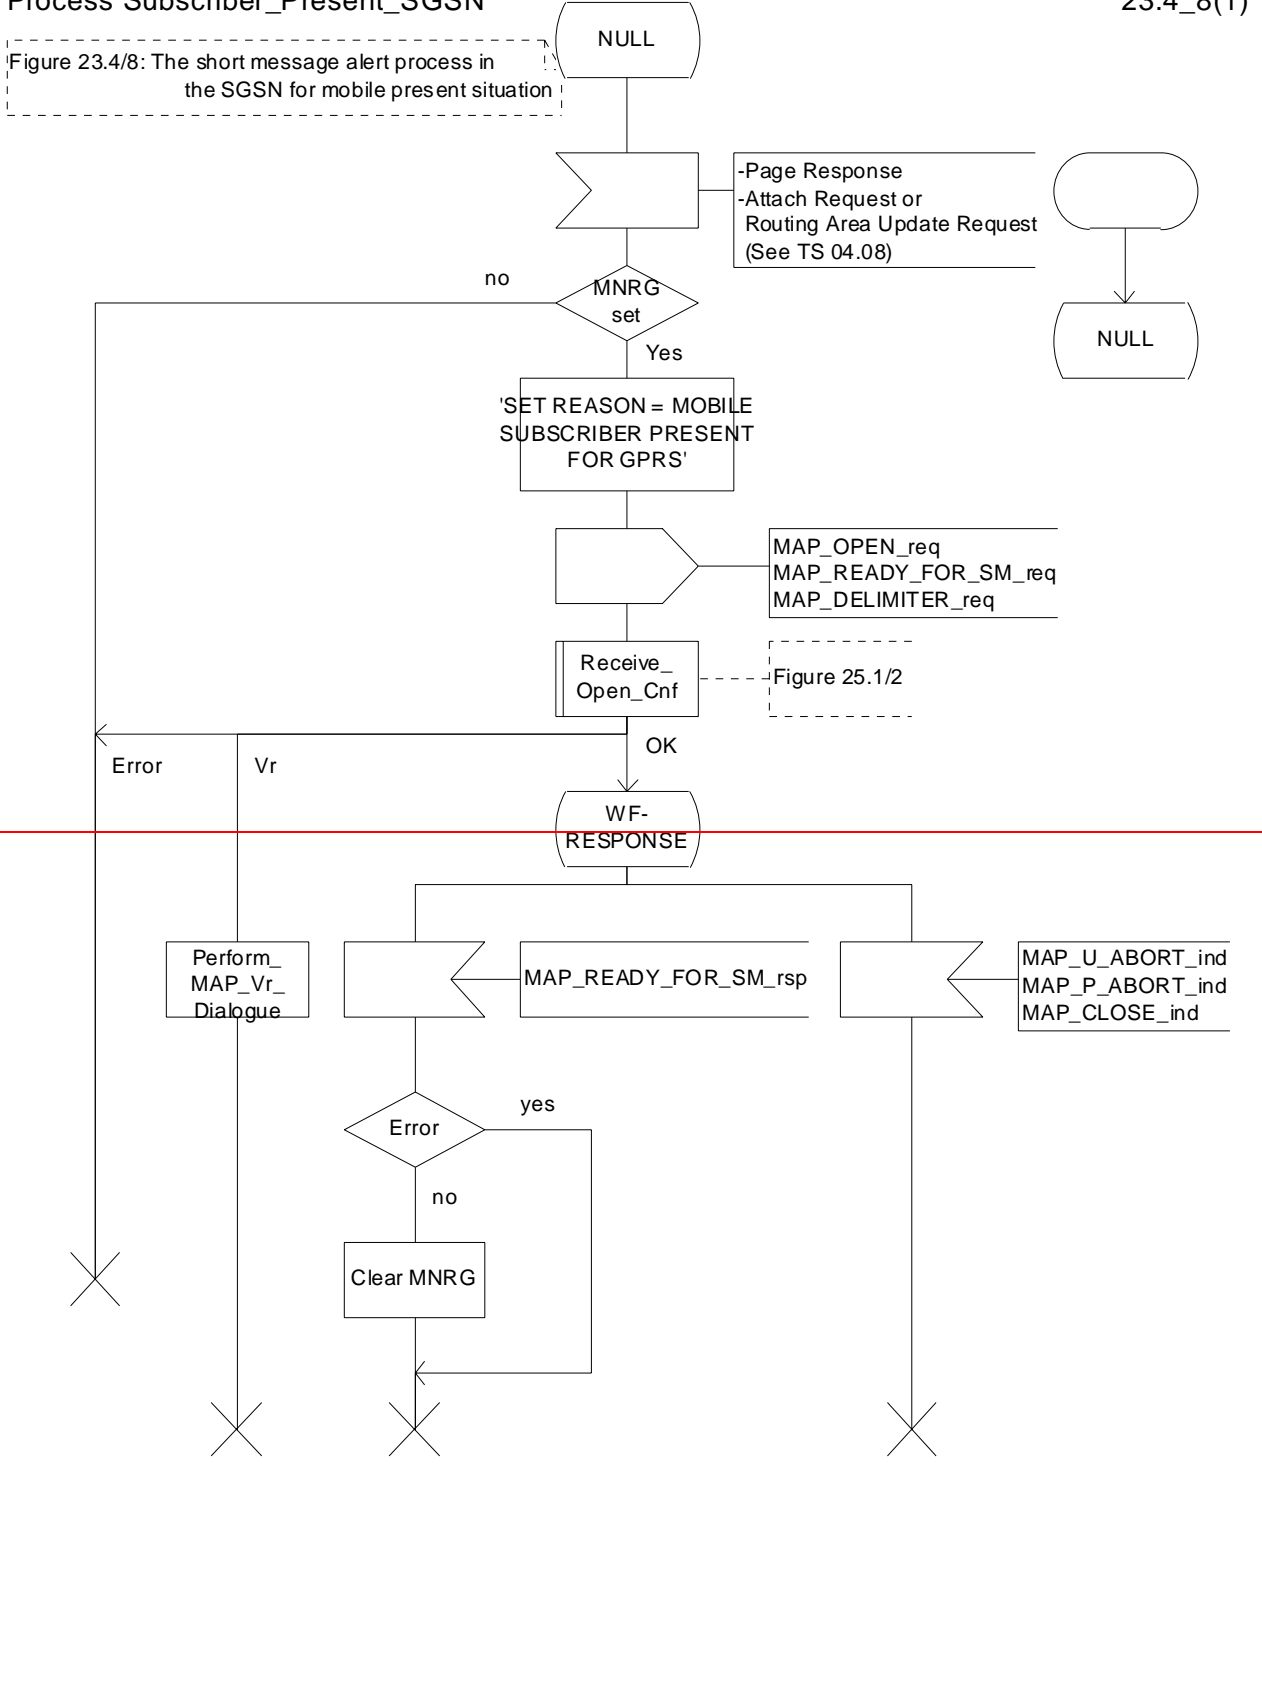 Process Subscriber_Present_SGSN
23.4_8(1)
NULL
Figure 23.4/8: The short message alert process in
the SGSN for mobile present situation
-Page Response
-Attach Request or
Routing Area Update Request
(See TS 04.08)
no
MNRG
set
Yes
NULL
'SET REASON = MOBILE
SUBSCRIBER PRESENT
FOR GPRS'
MAP_OPEN_req
MAP_READY_FOR_SM_req
MAP_DELIMITER_req
Receive_
Open_Cnf
Figure 25.1/2
OK
Error
Vr
WF-
RESPONSE
Perform_
MAP_Vr_
Dialogue
MAP_READY_FOR_SM_rsp
MAP_U_ABORT_ind
MAP_P_ABORT_ind
MAP_CLOSE_ind
yes
Error
no
Clear MNRG